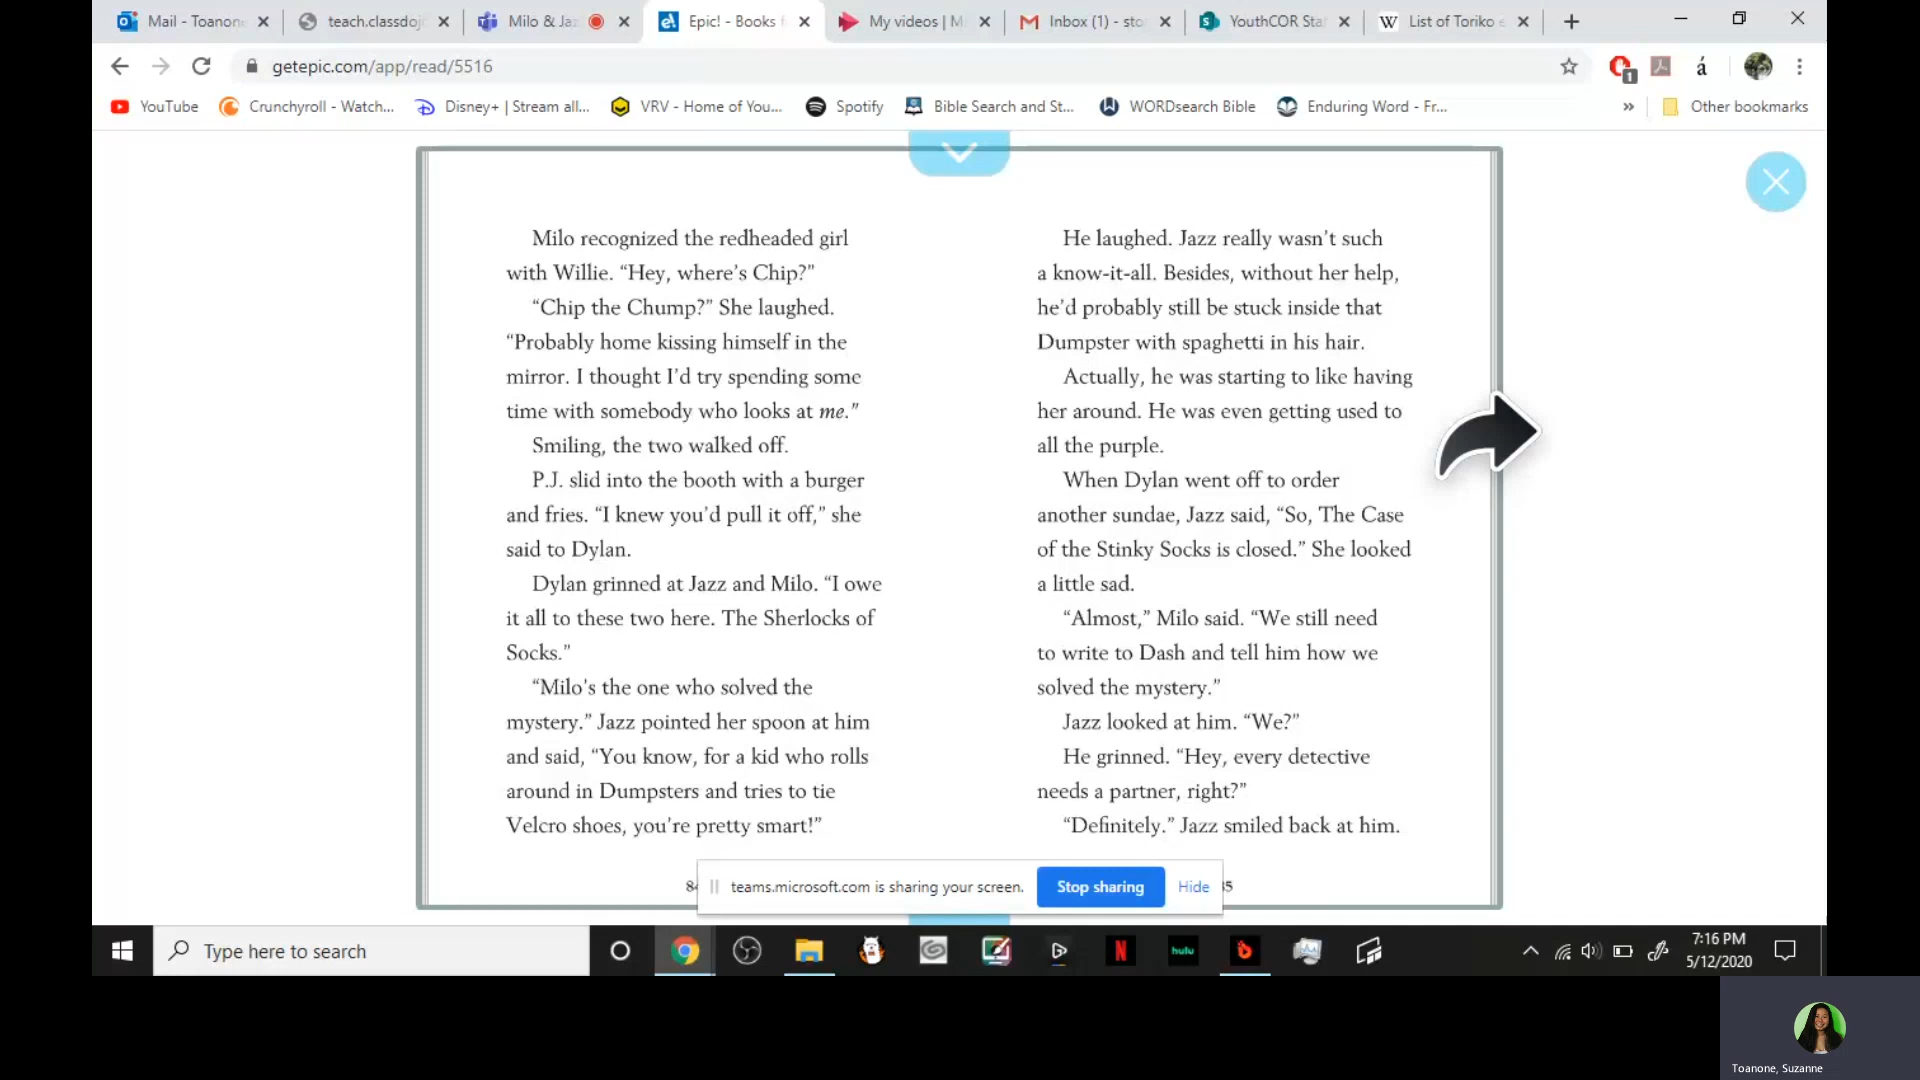 Mail - Toanone
teach.classdojo
Milo & Jaz
Epic! - Books f
My videos | M
Inbox (1) - sto
YouthCOR Sta
List of Toriko e
getepic.com/app/read/5516
1
á
YouTube
Crunchyroll - Watch...
Disney+ | Stream all...
VRV - Home of You...
Spotify
Bible Search and St...
WORDsearch Bible
Enduring Word - Fr...
»
Other bookmarks
Milo recognized the redheaded girl
with Willie. “Hey, where’s Chip?”
“Chip the Chump?” She laughed.
“Probably home kissing himself in the
mirror. I thought I’d try spending some
time with somebody who looks at me.”
Smiling, the two walked off.
P.J. slid into the booth with a burger
and fries. “I knew you’d pull it off,” she
said to Dylan.
Dylan grinned at Jazz and Milo. “I owe
it all to these two here. The Sherlocks of
Socks.”
“Milo’s the one who solved the
mystery.” Jazz pointed her spoon at him
and said, “You know, for a kid who rolls
around in Dumpsters and tries to tie
Velcro shoes, you’re pretty smart!”
He laughed. Jazz really wasn’t such
a know-it-all. Besides, without her help,
he’d probably still be stuck inside that
Dumpster with spaghetti in his hair.
Actually, he was starting to like having
her around. He was even getting used to
all the purple.
When Dylan went off to order
another sundae, Jazz said, “So, The Case
of the Stinky Socks is closed.” She looked
a little sad.
“Almost,” Milo said. “We still need
to write to Dash and tell him how we
solved the mystery.”
Jazz looked at him. “We?”
He grinned. “Hey, every detective
needs a partner, right?”
“Definitely.” Jazz smiled back at him.
teams.microsoft.com is sharing your screen.
Stop sharing
Hide
Type here to search
hulu
7:16 PM
5/12/2020
Toanone, Suzanne